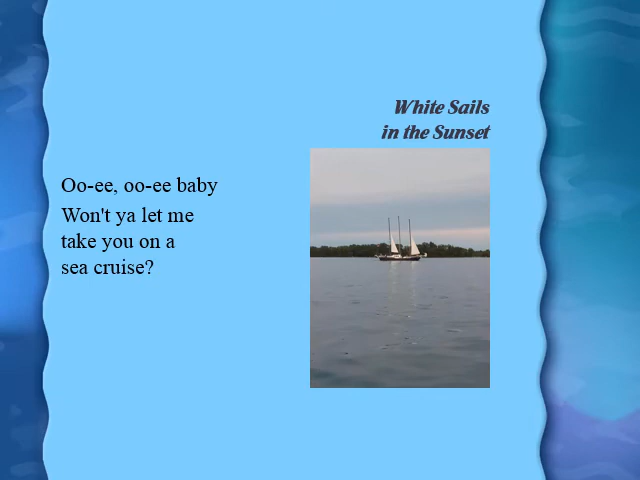 White Sails
in the Sunset
Oo-ee, oo-ee baby
Won't ya let me
take you on a
sea cruise?